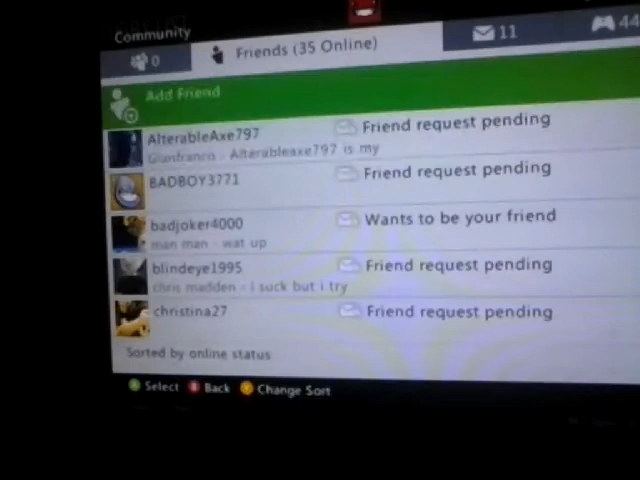 Community
0
Friends (35 Online)
11
44
Add Friend
AlterableAxe797
Friend request pending
Gianfranco - Alterableaxe797 is my
BADBOY3771
Friend request pending
badjoker4000
Wants to be your friend
man man - wat up
blindeye1995
Friend request pending
chris madden - i suck but i try
christina27
Friend request pending
Sorted by online status
Select Back Change Sort